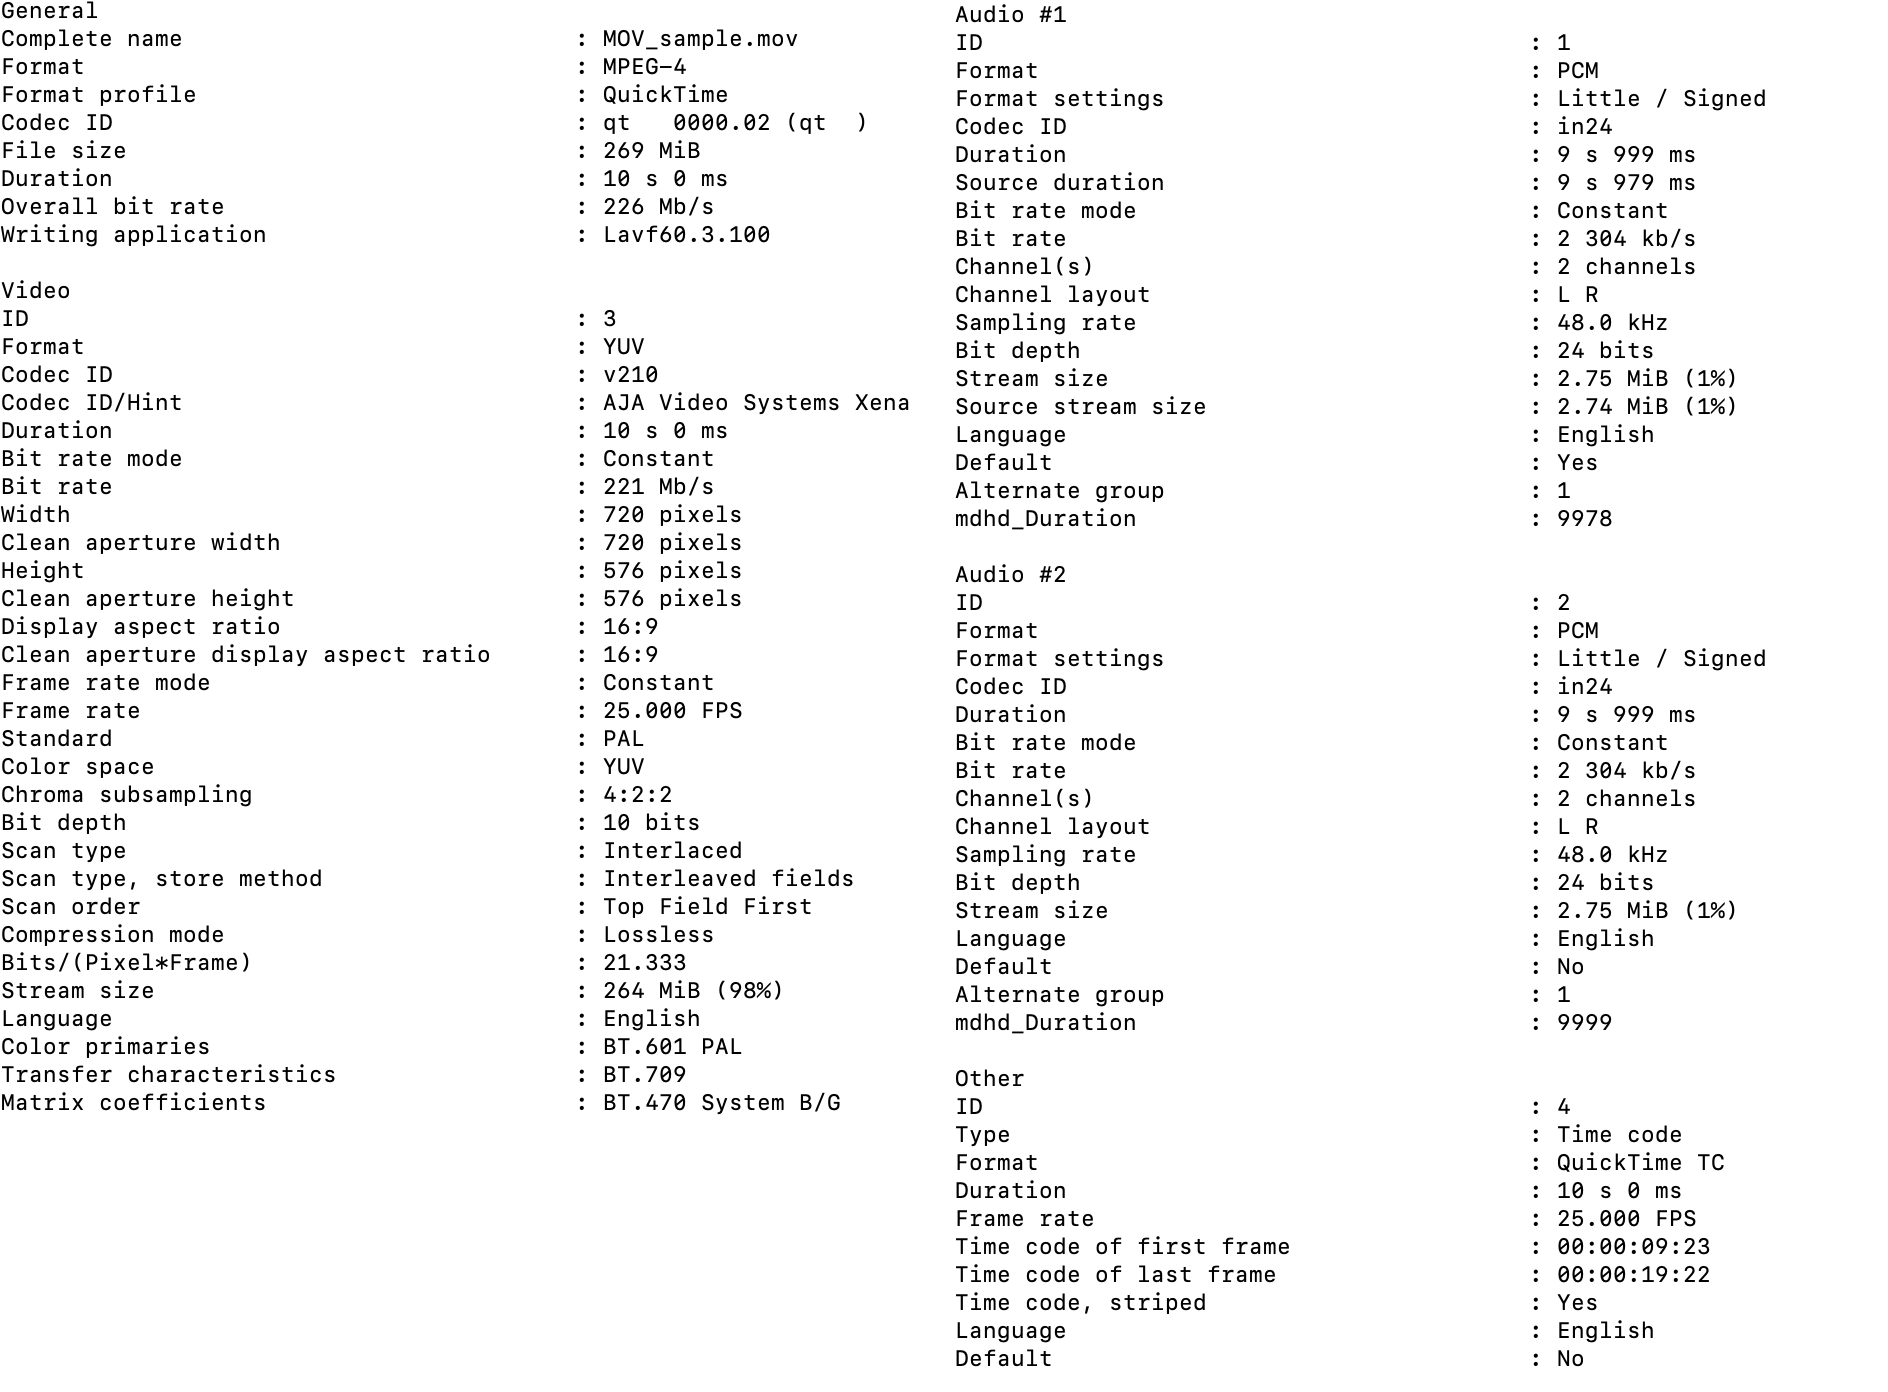 General
Complete name : MOV_sample.mov
Format : MPEG-4
Format profile : QuickTime
Codec ID : qt   0000.02 (qt  )
File size : 269 MiB
Duration : 10 s 0 ms
Overall bit rate : 226 Mb/s
Writing application : Lavf60.3.100

Video
ID : 3
Format : YUV
Codec ID : v210
Codec ID/Hint : AJA Video Systems Xena
Duration : 10 s 0 ms
Bit rate mode : Constant
Bit rate : 221 Mb/s
Width : 720 pixels
Clean aperture width : 720 pixels
Height : 576 pixels
Clean aperture height : 576 pixels
Display aspect ratio : 16:9
Clean aperture display aspect ratio : 16:9
Frame rate mode : Constant
Frame rate : 25.000 FPS
Standard : PAL
Color space : YUV
Chroma subsampling : 4:2:2
Bit depth : 10 bits
Scan type : Interlaced
Scan type, store method : Interleaved fields
Scan order : Top Field First
Compression mode : Lossless
Bits/(Pixel*Frame) : 21.333
Stream size : 264 MiB (98%)
Language : English
Color primaries : BT.601 PAL
Transfer characteristics : BT.709
Matrix coefficients : BT.470 System B/G

Audio #1
ID : 1
Format : PCM
Format settings : Little / Signed
Codec ID : in24
Duration : 9 s 999 ms
Source duration : 9 s 979 ms
Bit rate mode : Constant
Bit rate : 2 304 kb/s
Channel(s) : 2 channels
Channel layout : L R
Sampling rate : 48.0 kHz
Bit depth : 24 bits
Stream size : 2.75 MiB (1%)
Source stream size : 2.74 MiB (1%)
Language : English
Default : Yes
Alternate group : 1
mdhd_Duration : 9978

Audio #2
ID : 2
Format : PCM
Format settings : Little / Signed
Codec ID : in24
Duration : 9 s 999 ms
Bit rate mode : Constant
Bit rate : 2 304 kb/s
Channel(s) : 2 channels
Channel layout : L R
Sampling rate : 48.0 kHz
Bit depth : 24 bits
Stream size : 2.75 MiB (1%)
Language : English
Default : No
Alternate group : 1
mdhd_Duration : 9999

Other
ID : 4
Type : Time code
Format : QuickTime TC
Duration : 10 s 0 ms
Frame rate : 25.000 FPS
Time code of first frame : 00:00:09:23
Time code of last frame : 00:00:19:22
Time code, striped : Yes
Language : English
Default : No